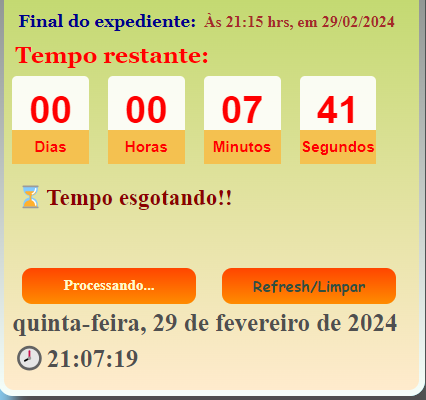 Final do expediente: Às 21:15 hrs, em 29/02/2024
Tempo restante:
00 00 07 41
Dias Horas Minutos Segundos
⏳ Tempo esgotando!!
Processando... Refresh/Limpar
quinta-feira, 29 de fevereiro de 2024
🕗 21:07:19